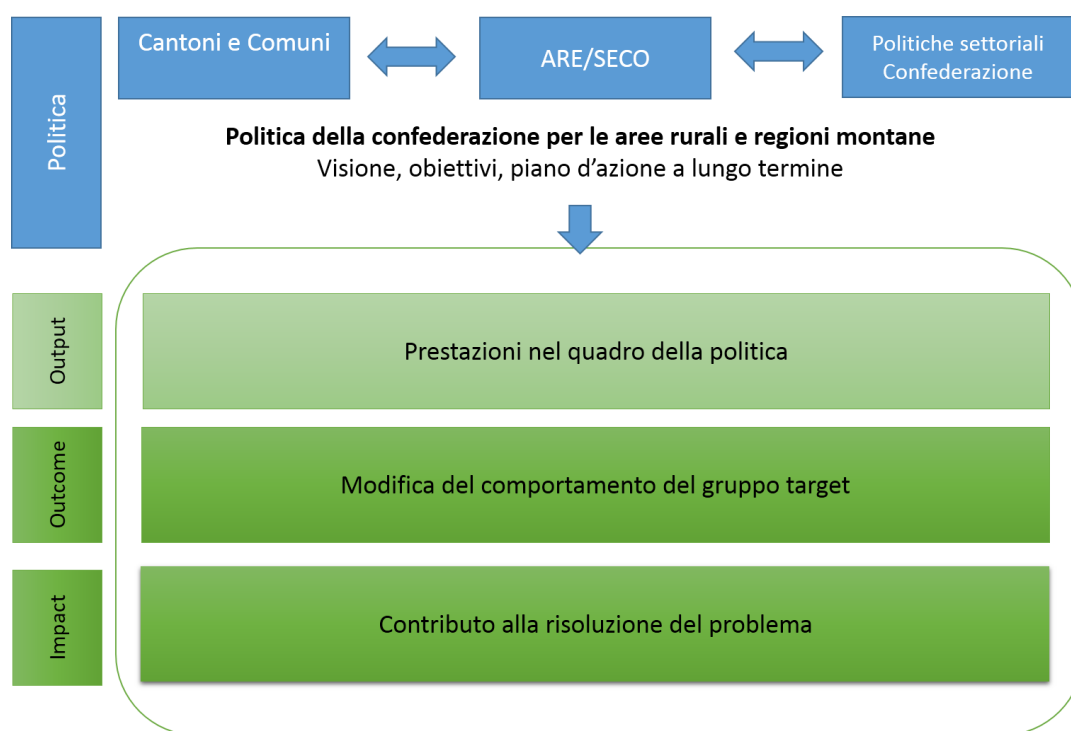 Politica
Cantoni e Comuni
ARE/SECO
Politiche settoriali
Confederazione
Politica della confederazione per le aree rurali e regioni montane
Visione, obiettivi, piano d'azione a lungo termine
Output
Prestazioni nel quadro della politica
Outcome
Modifica del comportamento del gruppo target
Impact
Contributo alla risoluzione del problema